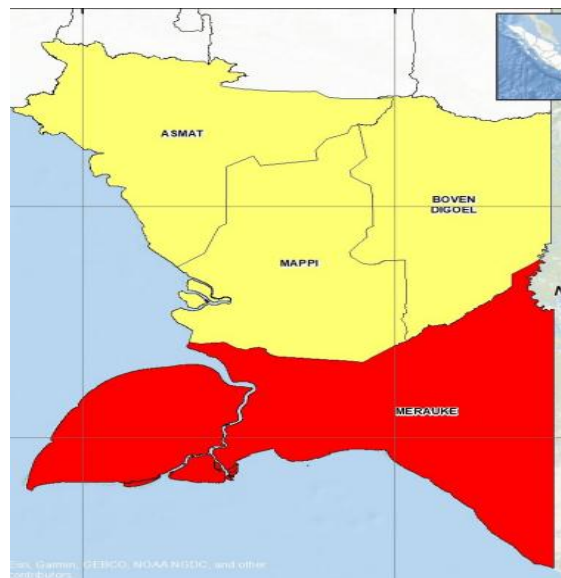 ASMAT
BOVEN
DIGOEL
MAPPI
MERAUKE
Esri, Garmin, GEBCO, NOAA NGDC, and other
contributors